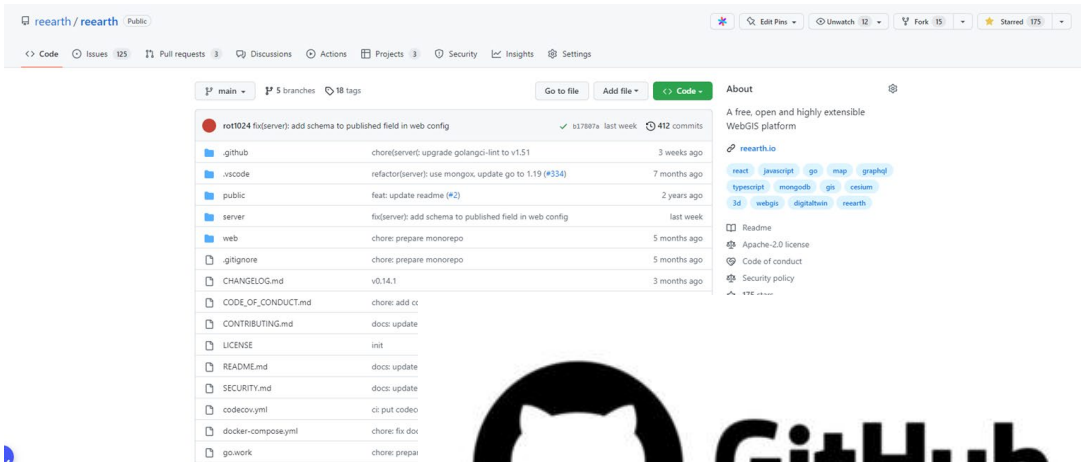 reearth / reearth Public
Edit Pins Unwatch 12 Fork 15 Starred 175
Code Issues 125 Pull requests 3 Discussions Actions Projects 3 Security Insights Settings
main 5 branches 18 tags Go to file Add file Code
rot1024 fix(server): add schema to published field in web config b17807a last week 412 commits
.github chore(server): upgrade golangci-lint to v1.51 3 weeks ago
.vscode refactor(server): use mongox, update go to 1.19 (#334) 7 months ago
public feat: update readme (#2) 2 years ago
server fix(server): add schema to published field in web config last week
web chore: prepare monorepo 5 months ago
.gitignore chore: prepare monorepo 5 months ago
CHANGELOG.md v0.14.1 3 months ago
CODE_OF_CONDUCT.md chore: add
CONTRIBUTING.md docs: update
LICENSE init
README.md docs: update
SECURITY.md docs: update
codecov.yml ci: put
docker-compose.yml chore: fix
go.work chore:
About
A free, open and highly extensible
WebGIS platform
reearth.io
react javascript go map graphql
typescript mongodb gis cesium
3d webgis digitaltwin reearth
Readme
Apache-2.0 license
Code of conduct
Security policy
175 stars
GitHub